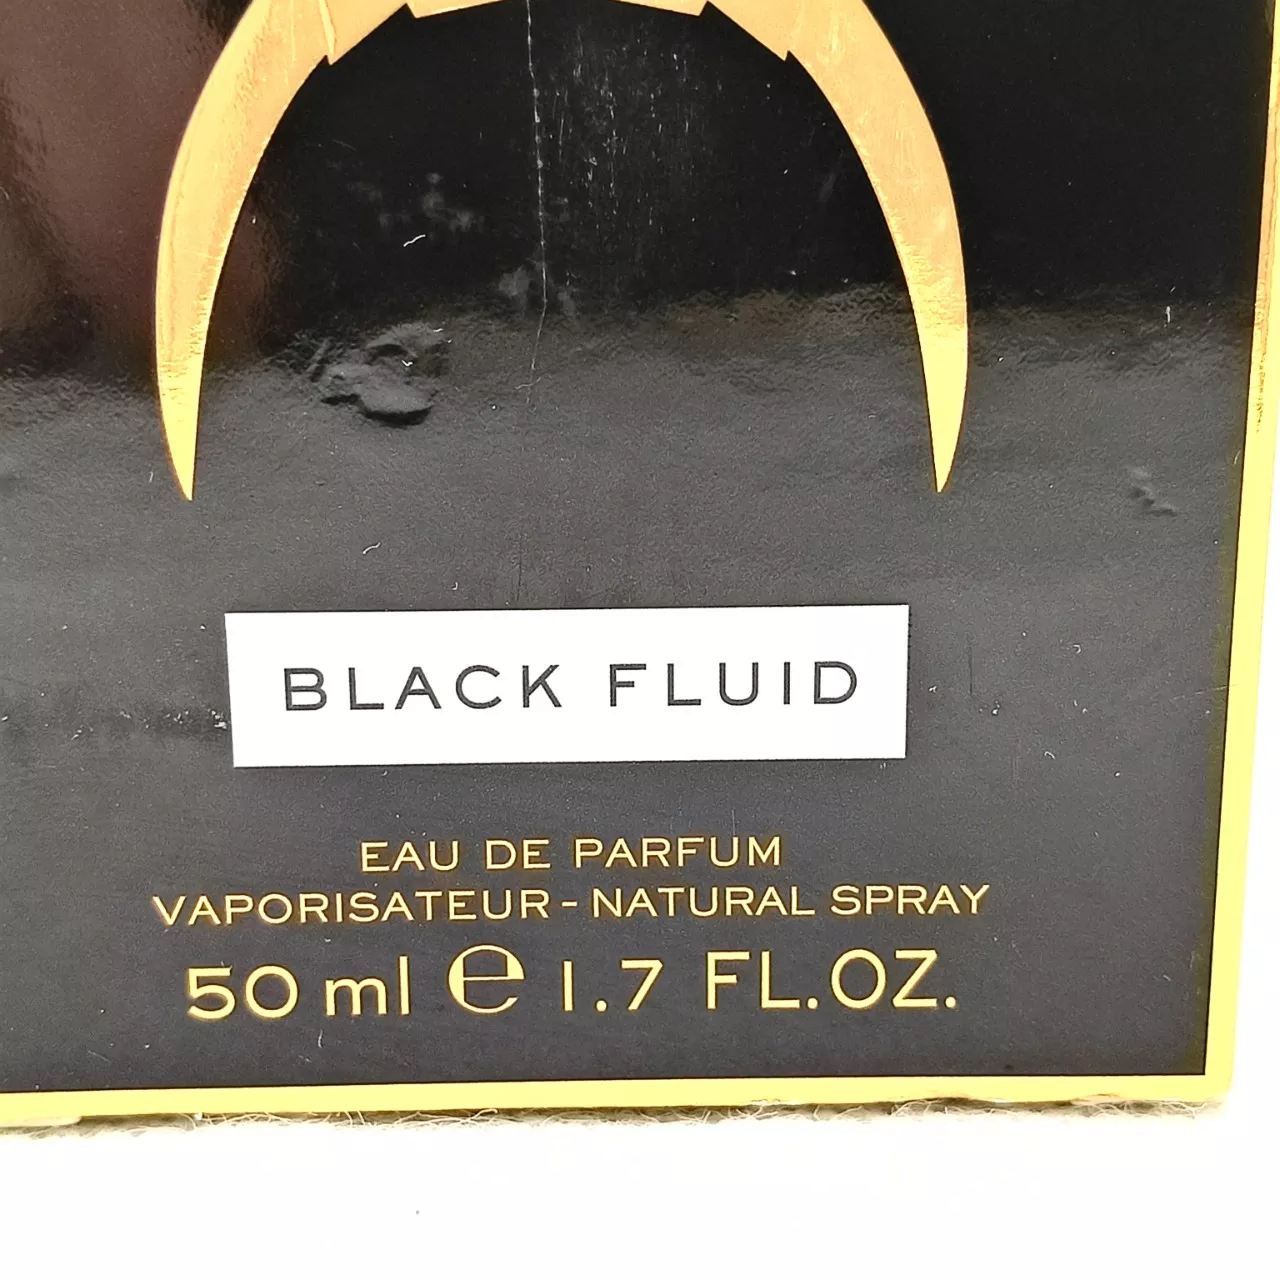 BLACK FLUID
EAU DE PARFUM
VAPORISATEUR - NATURAL SPRAY
50 ml ℮ 1.7 FL.OZ.